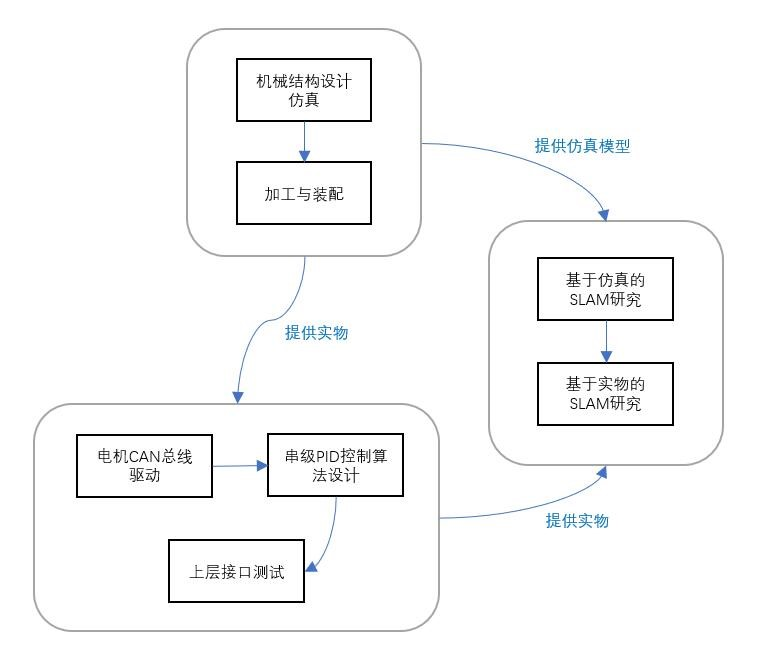 机械结构设计
仿真
加工与装配
提供仿真模型
基于仿真的
SLAM研究
提供实物
基于实物的
SLAM研究
电机CAN总线
驱动
串级PID控制算
法设计
提供实物
上层接口测试